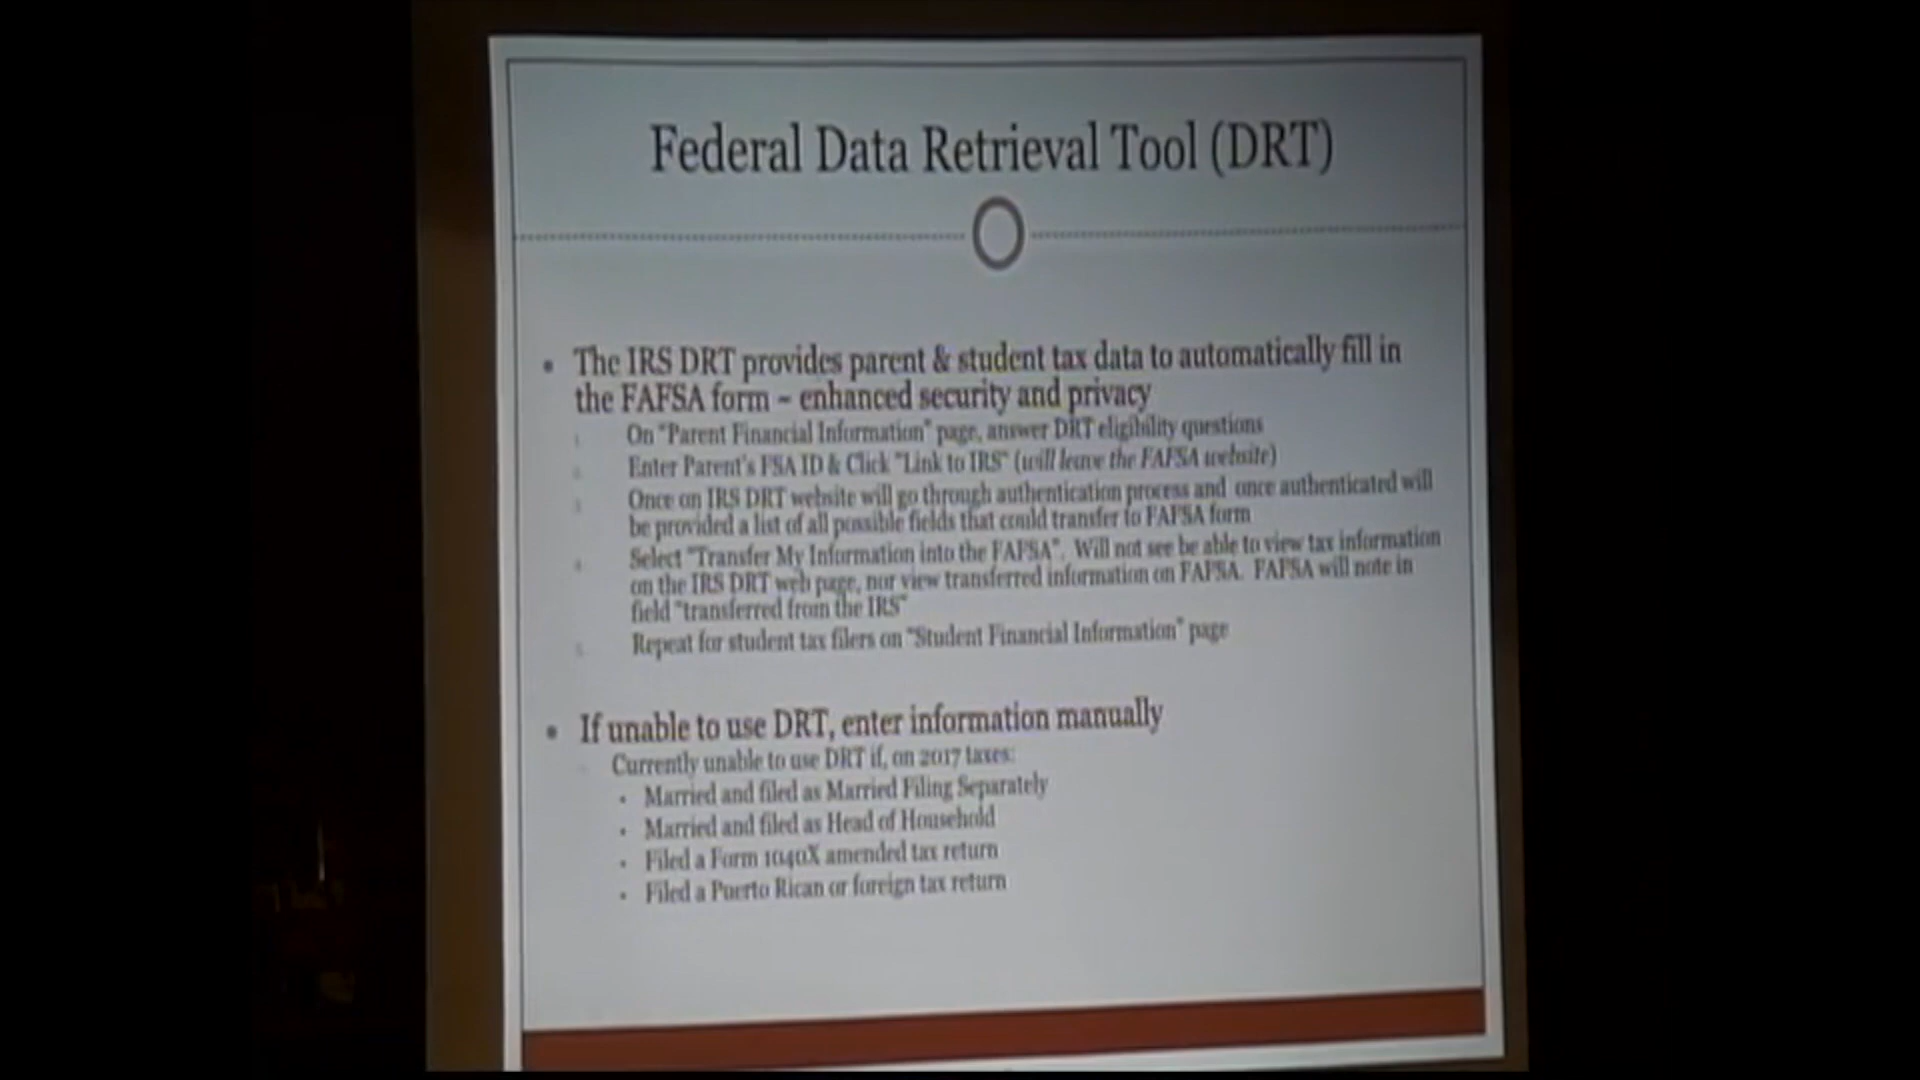 Federal Data Retrieval Tool (DRT)
• The IRS DRT provides parent & student tax data to automatically fill in
the FAFSA form – enhanced security and privacy
1. On "Parent Financial Information" page, answer DRT eligibility questions
2. Enter Parent's FSA ID & Click "Link to IRS" (will leave the FAFSA website)
3. Once on IRS DRT website will go through authentication process and once authenticated will
be provided a list of all possible fields that could transfer to FAFSA form
4. Select "Transfer My Information into the FAFSA". Will not see be able to view tax information
on the IRS DRT web page, nor view transferred information on FAFSA. FAFSA will note in
field "transferred from the IRS"
5. Repeat for student tax filers on "Student Financial Information" page
• If unable to use DRT, enter information manually
Currently unable to use DRT if, on 2017 taxes:
• Married and filed as Married Filing Separately
• Married and filed as Head of Household
• Filed a Form 1040X amended tax return
• Filed a Puerto Rican or foreign tax return